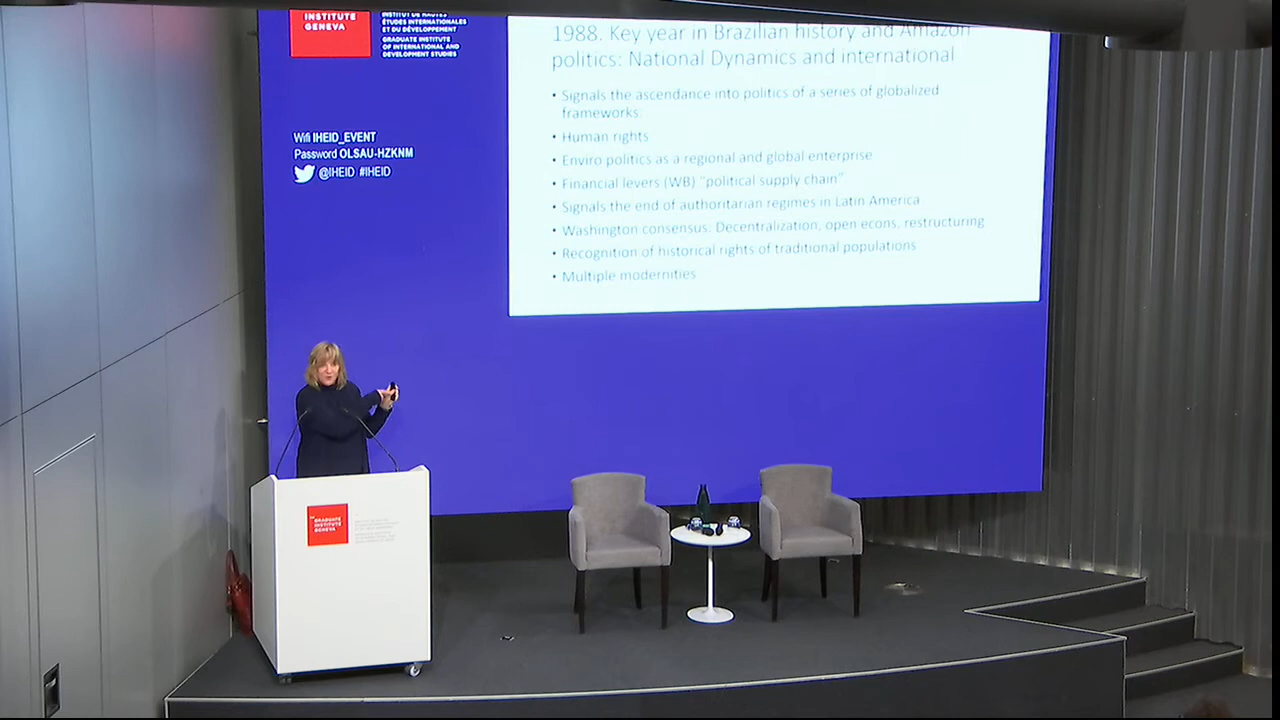 INSTITUTE
GENEVA
INSTITUT DE HAUTES
ÉTUDES INTERNATIONALES
ET DU DÉVELOPPEMENT
GRADUATE INSTITUTE
OF INTERNATIONAL AND
DEVELOPMENT STUDIES
Wifi IHEID_EVENT
Password OLSAU-HZKNM
@IHEID #IHEID
1988. Key year in Brazilian history and Amazon
politics: National Dynamics and international
• Signals the ascendance into politics of a series of globalized
frameworks.
• Human rights
• Enviro politics as a regional and global enterprise
• Financial levers (WB) “political supply chain”
• Signals the end of authoritarian regimes in Latin America
• Washington consensus. Decentralization, open econs, restructuring
• Recognition of historical rights of traditional populations
• Multiple modernities
GRADUATE
INSTITUTE
GENEVA